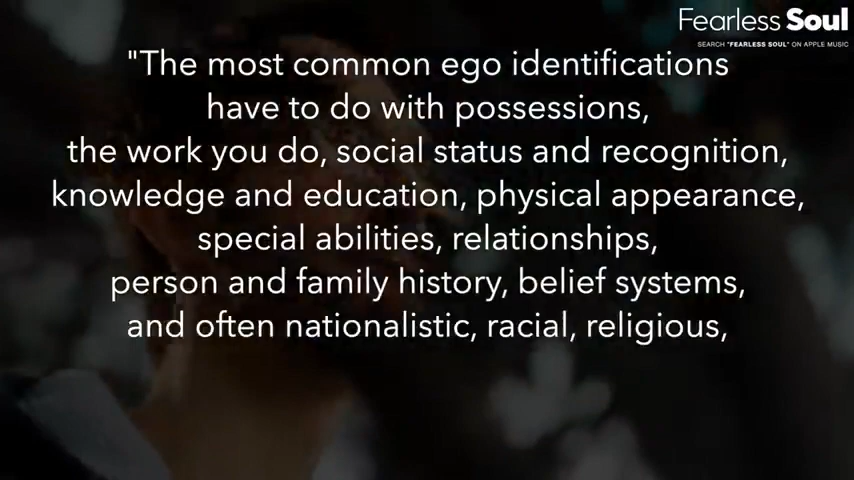 Fearless Soul
SEARCH "FEARLESS SOUL" ON APPLE MUSIC
"The most common ego identifications
have to do with possessions,
the work you do, social status and recognition,
knowledge and education, physical appearance,
special abilities, relationships,
person and family history, belief systems,
and often nationalistic, racial, religious,